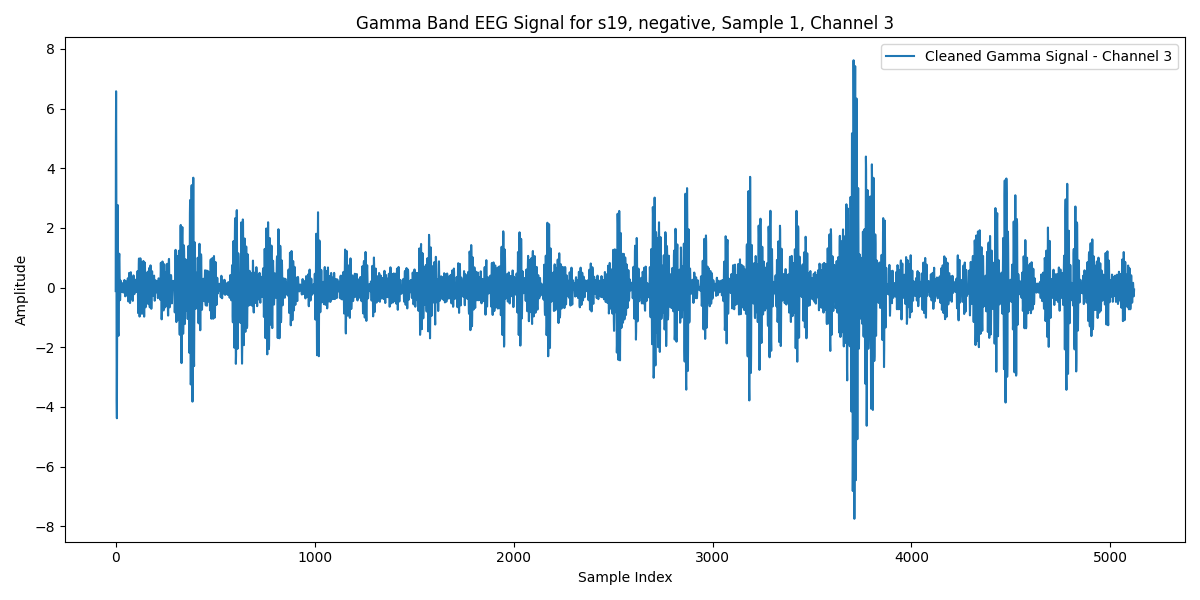 Gamma Band EEG Signal for s19, negative, Sample 1, Channel 3
Cleaned Gamma Signal - Channel 3
8
6
4
2
0
−2
−4
−6
−8
Amplitude
0 1000 2000 3000 4000 5000
Sample Index